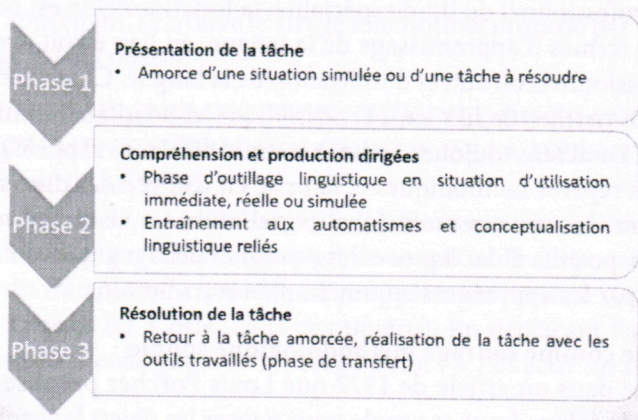 Phase 1
Présentation de la tâche
• Amorce d'une situation simulée ou d'une tâche à résoudre
Phase 2
Compréhension et production dirigées
• Phase d'outillage linguistique en situation d'utilisation
immédiate, réelle ou simulée
• Entraînement aux automatismes et conceptualisation
linguistique reliés
Phase 3
Résolution de la tâche
• Retour à la tâche amorcée, réalisation de la tâche avec les
outils travaillés (phase de transfert)